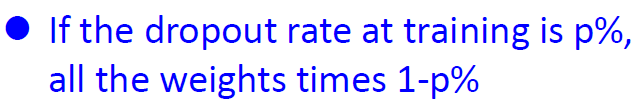 ● If the dropout rate at training is p%,
all the weights times 1-p%